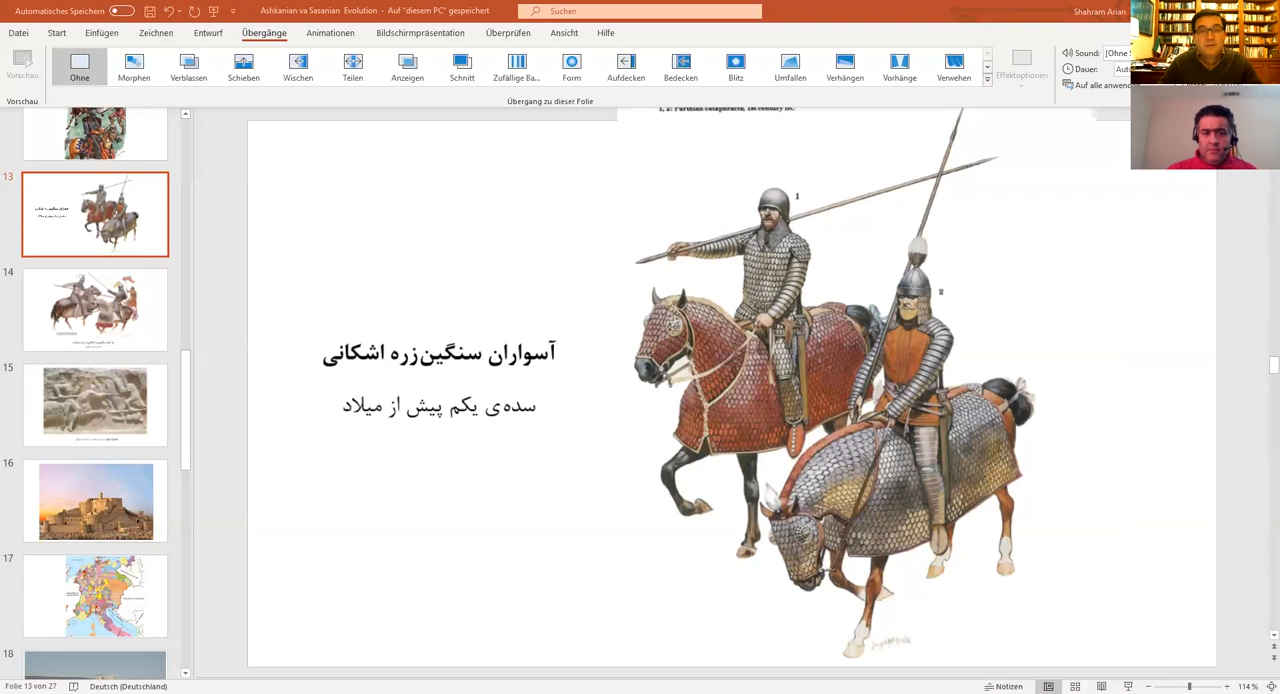 Automatisches Speichern
Ashkanian va Sasanian Evolution - Auf "diesem PC" gespeichert
Suchen
Shahram Arian
Datei Start Einfügen Zeichnen Entwurf Übergänge Animationen Bildschirmpräsentation Überprüfen Ansicht Hilfe
Vorschau Ohne Morphen Verblassen Schieben Wischen Teilen Anzeigen Schnitt Zufällige Ba... Form Aufdecken Bedecken Blitz Umfallen Verhängen Vorhänge Verwehen Effektoptionen
Sound: [Ohne
Dauer:
Auf alle
Vorschau
Übergang zu dieser Folie
1, 2: Parthian cataphracts, 1st century BC
1
2
آسواران سنگین‌زره اشکانی
سده‌ی یکم پیش از میلاد
13
14
15
16
17
18
Folie 13 von 27
Deutsch (Deutschland)
Notizen
114 %